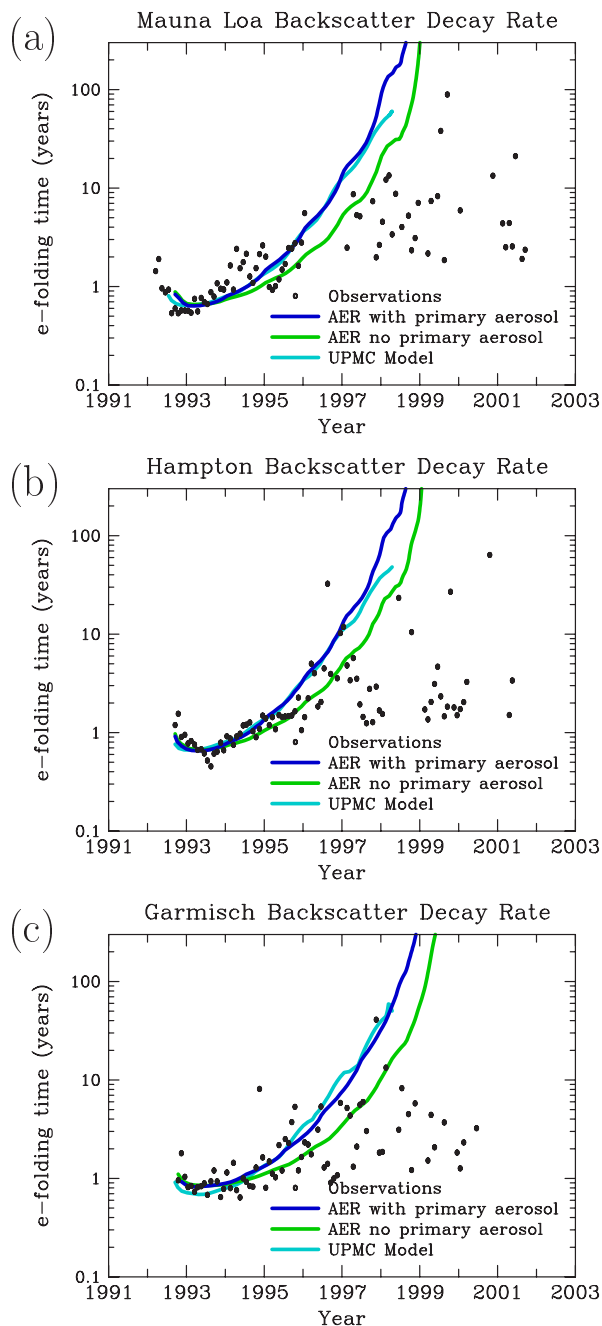 (a)
Mauna Loa Backscatter Decay Rate
e-folding time (years)
100
10
1
0.1
Observations
AER with primary aerosol
AER no primary aerosol
UPMC Model
1991 1993 1995 1997 1999 2001 2003
Year
(b)
Hampton Backscatter Decay Rate
e-folding time (years)
100
10
1
0.1
Observations
AER with primary aerosol
AER no primary aerosol
UPMC Model
1991 1993 1995 1997 1999 2001 2003
Year
(c)
Garmisch Backscatter Decay Rate
e-folding time (years)
100
10
1
0.1
Observations
AER with primary aerosol
AER no primary aerosol
UPMC Model
1991 1993 1995 1997 1999 2001 2003
Year